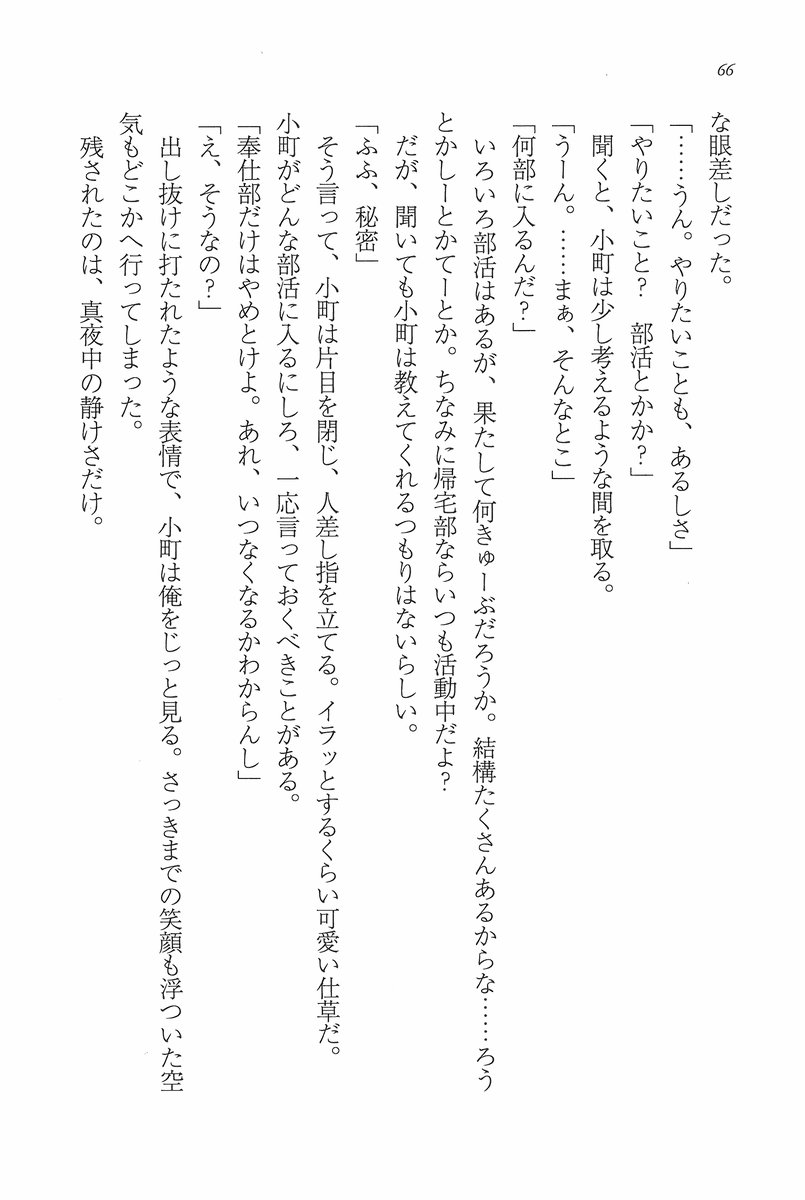 66
な眼差しだった。
「……うん。やりたいことも、あるしさ」
「やりたいこと？　部活とかか？」
聞くと、小町は少し考えるような間を取る。
「うーん。……まぁ、そんなとこ」
「何部に入るんだ？」
いろいろ部活はあるが、果たして何きゅーぶだろうか。結構たくさんあるからな……ろう
とかしーとかてーとか。ちなみに帰宅部ならいつも活動中だよ？
だが、聞いても小町は教えてくれるつもりはないらしい。
「ふふ、秘密」
そう言って、小町は片目を閉じ、人差し指を立てる。イラッとするくらい可愛い仕草だ。
小町がどんな部活に入るにしろ、一応言っておくべきことがある。
「奉仕部だけはやめとけよ。あれ、いつなくなるかわからんし」
「え、そうなの？」
出し抜けに打たれたような表情で、小町は俺をじっと見る。さっきまでの笑顔も浮ついた空
気もどこかへ行ってしまった。
残されたのは、真夜中の静けさだけ。